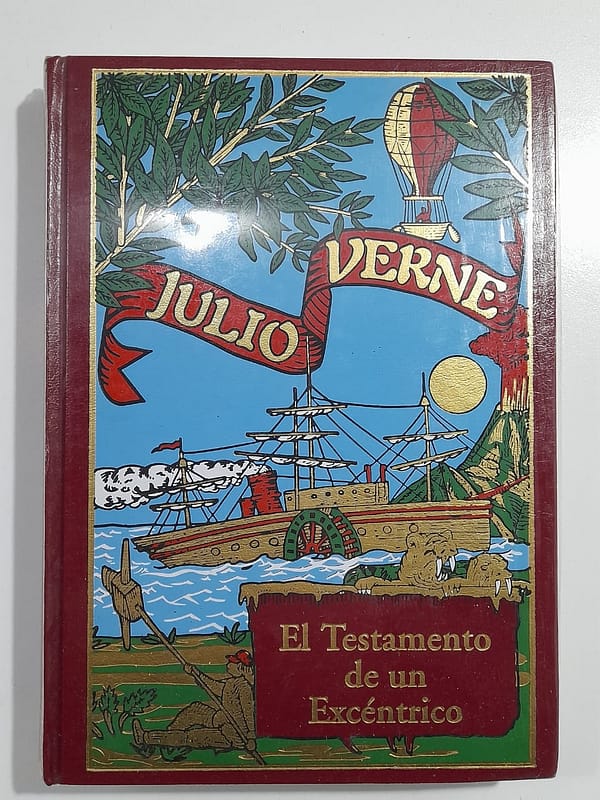 JULIO
VERNE
El Testamento
de un
Excéntrico